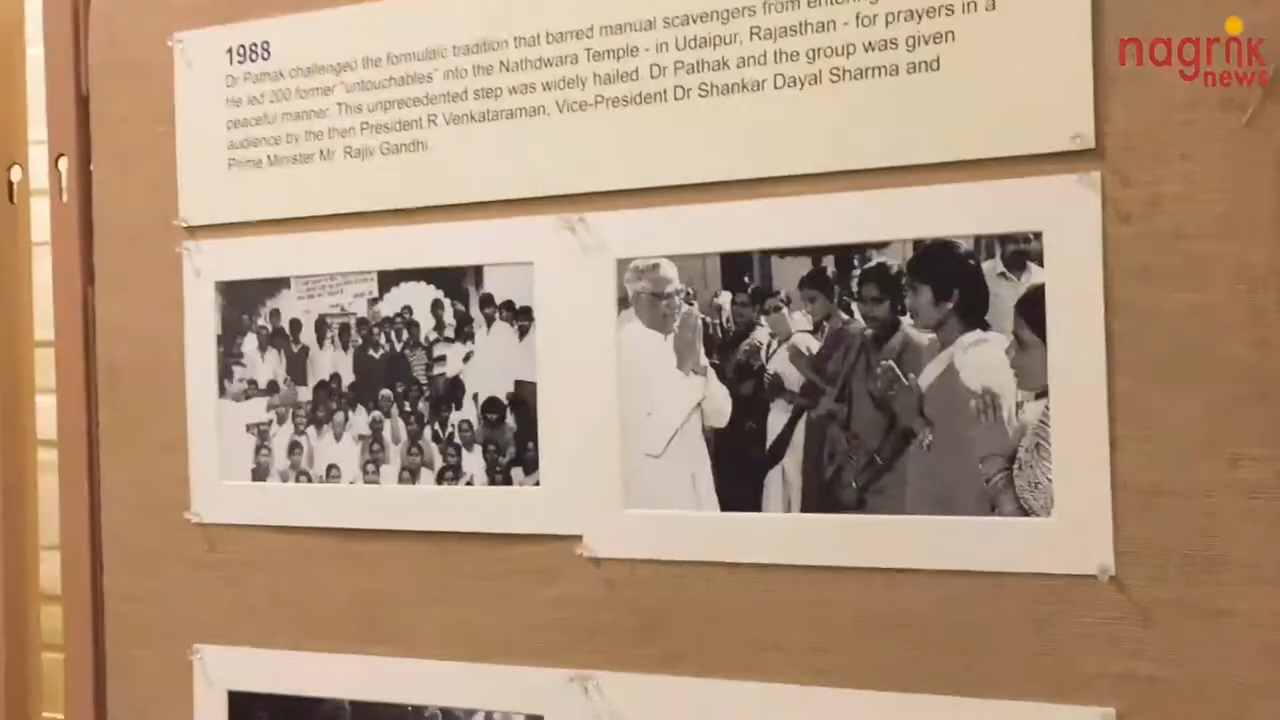 nagrik
news
1988
Dr Pathak challenged the formulaic tradition that barred manual scavengers from entering
He led 200 former "untouchables" into the Nathdwara Temple - in Udaipur, Rajasthan - for prayers in a
peaceful manner. This unprecedented step was widely hailed. Dr Pathak and the group was given
audience by the then President R Venkataraman, Vice-President Dr Shankar Dayal Sharma and
Prime Minister Mr. Rajiv Gandhi.